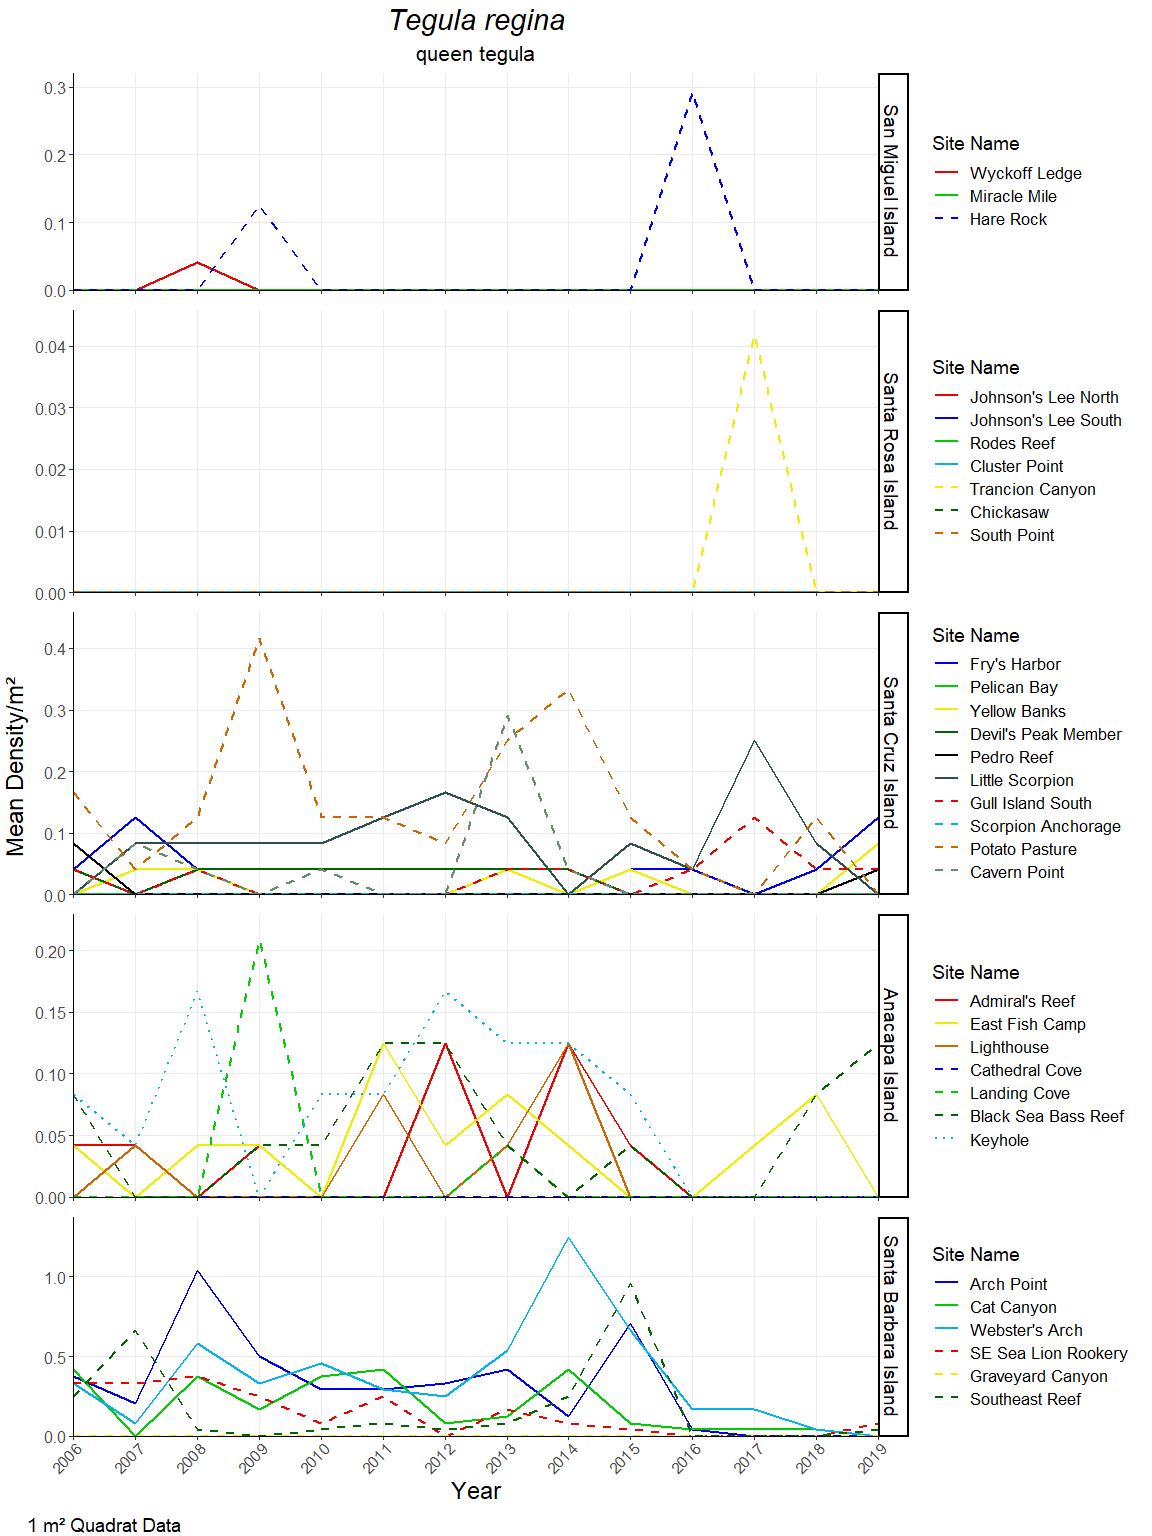 Tegula regina
queen tegula
Mean Density/m²
0.3
0.2
0.1
0.0
San Miguel Island
Site Name
Wyckoff Ledge
Miracle Mile
Hare Rock
0.04
0.03
0.02
0.01
0.00
Santa Rosa Island
Site Name
Johnson's Lee North
Johnson's Lee South
Rodes Reef
Cluster Point
Trancion Canyon
Chickasaw
South Point
0.4
0.3
0.2
0.1
0.0
Santa Cruz Island
Site Name
Fry's Harbor
Pelican Bay
Yellow Banks
Devil's Peak Member
Pedro Reef
Little Scorpion
Gull Island South
Scorpion Anchorage
Potato Pasture
Cavern Point
0.20
0.15
0.10
0.05
0.00
Anacapa Island
Site Name
Admiral's Reef
East Fish Camp
Lighthouse
Cathedral Cove
Landing Cove
Black Sea Bass Reef
Keyhole
1.0
0.5
0.0
Santa Barbara Island
Site Name
Arch Point
Cat Canyon
Webster's Arch
SE Sea Lion Rookery
Graveyard Canyon
Southeast Reef
2006 2007 2008 2009 2010 2011 2012 2013 2014 2015 2016 2017 2018 2019
Year
1 m² Quadrat Data